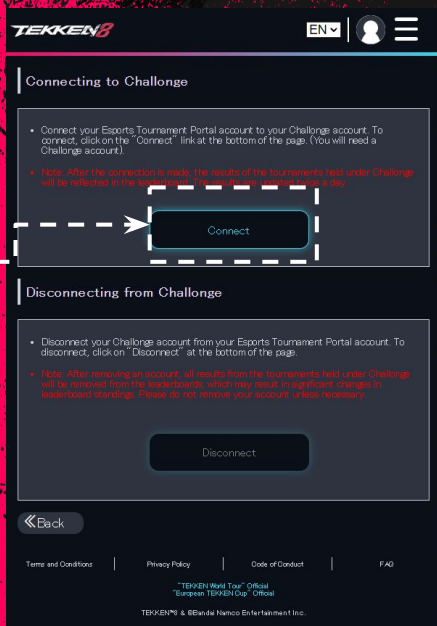 TEKKEN8
EN
Connecting to Challonge
• Connect your Esports Tournament Portal account to your Challonge account. To
connect, click on the "Connect" link at the bottom of the page. (You will need a
Challonge account).
• Note: After the connection is made, the results of the tournaments held under Challonge
will be reflected in the leaderboard. The results are updated twice a day.
Connect
Disconnecting from Challonge
• Disconnect your Challonge account from your Esports Tournament Portal account. To
disconnect, click on "Disconnect" at the bottom of the page.
• Note: After removing an account, all results from the tournaments held under Challonge
will be removed from the leaderboards, which may result in significant changes in
leaderboard standings. Please do not remove your account unless necessary.
Disconnect
≪Back
Terms and Conditions | Privacy Policy | Code of Conduct | FAQ
"TEKKEN World Tour" Official
"European TEKKEN Cup" Official
TEKKEN™8 & ©Bandai Namco Entertainment Inc.